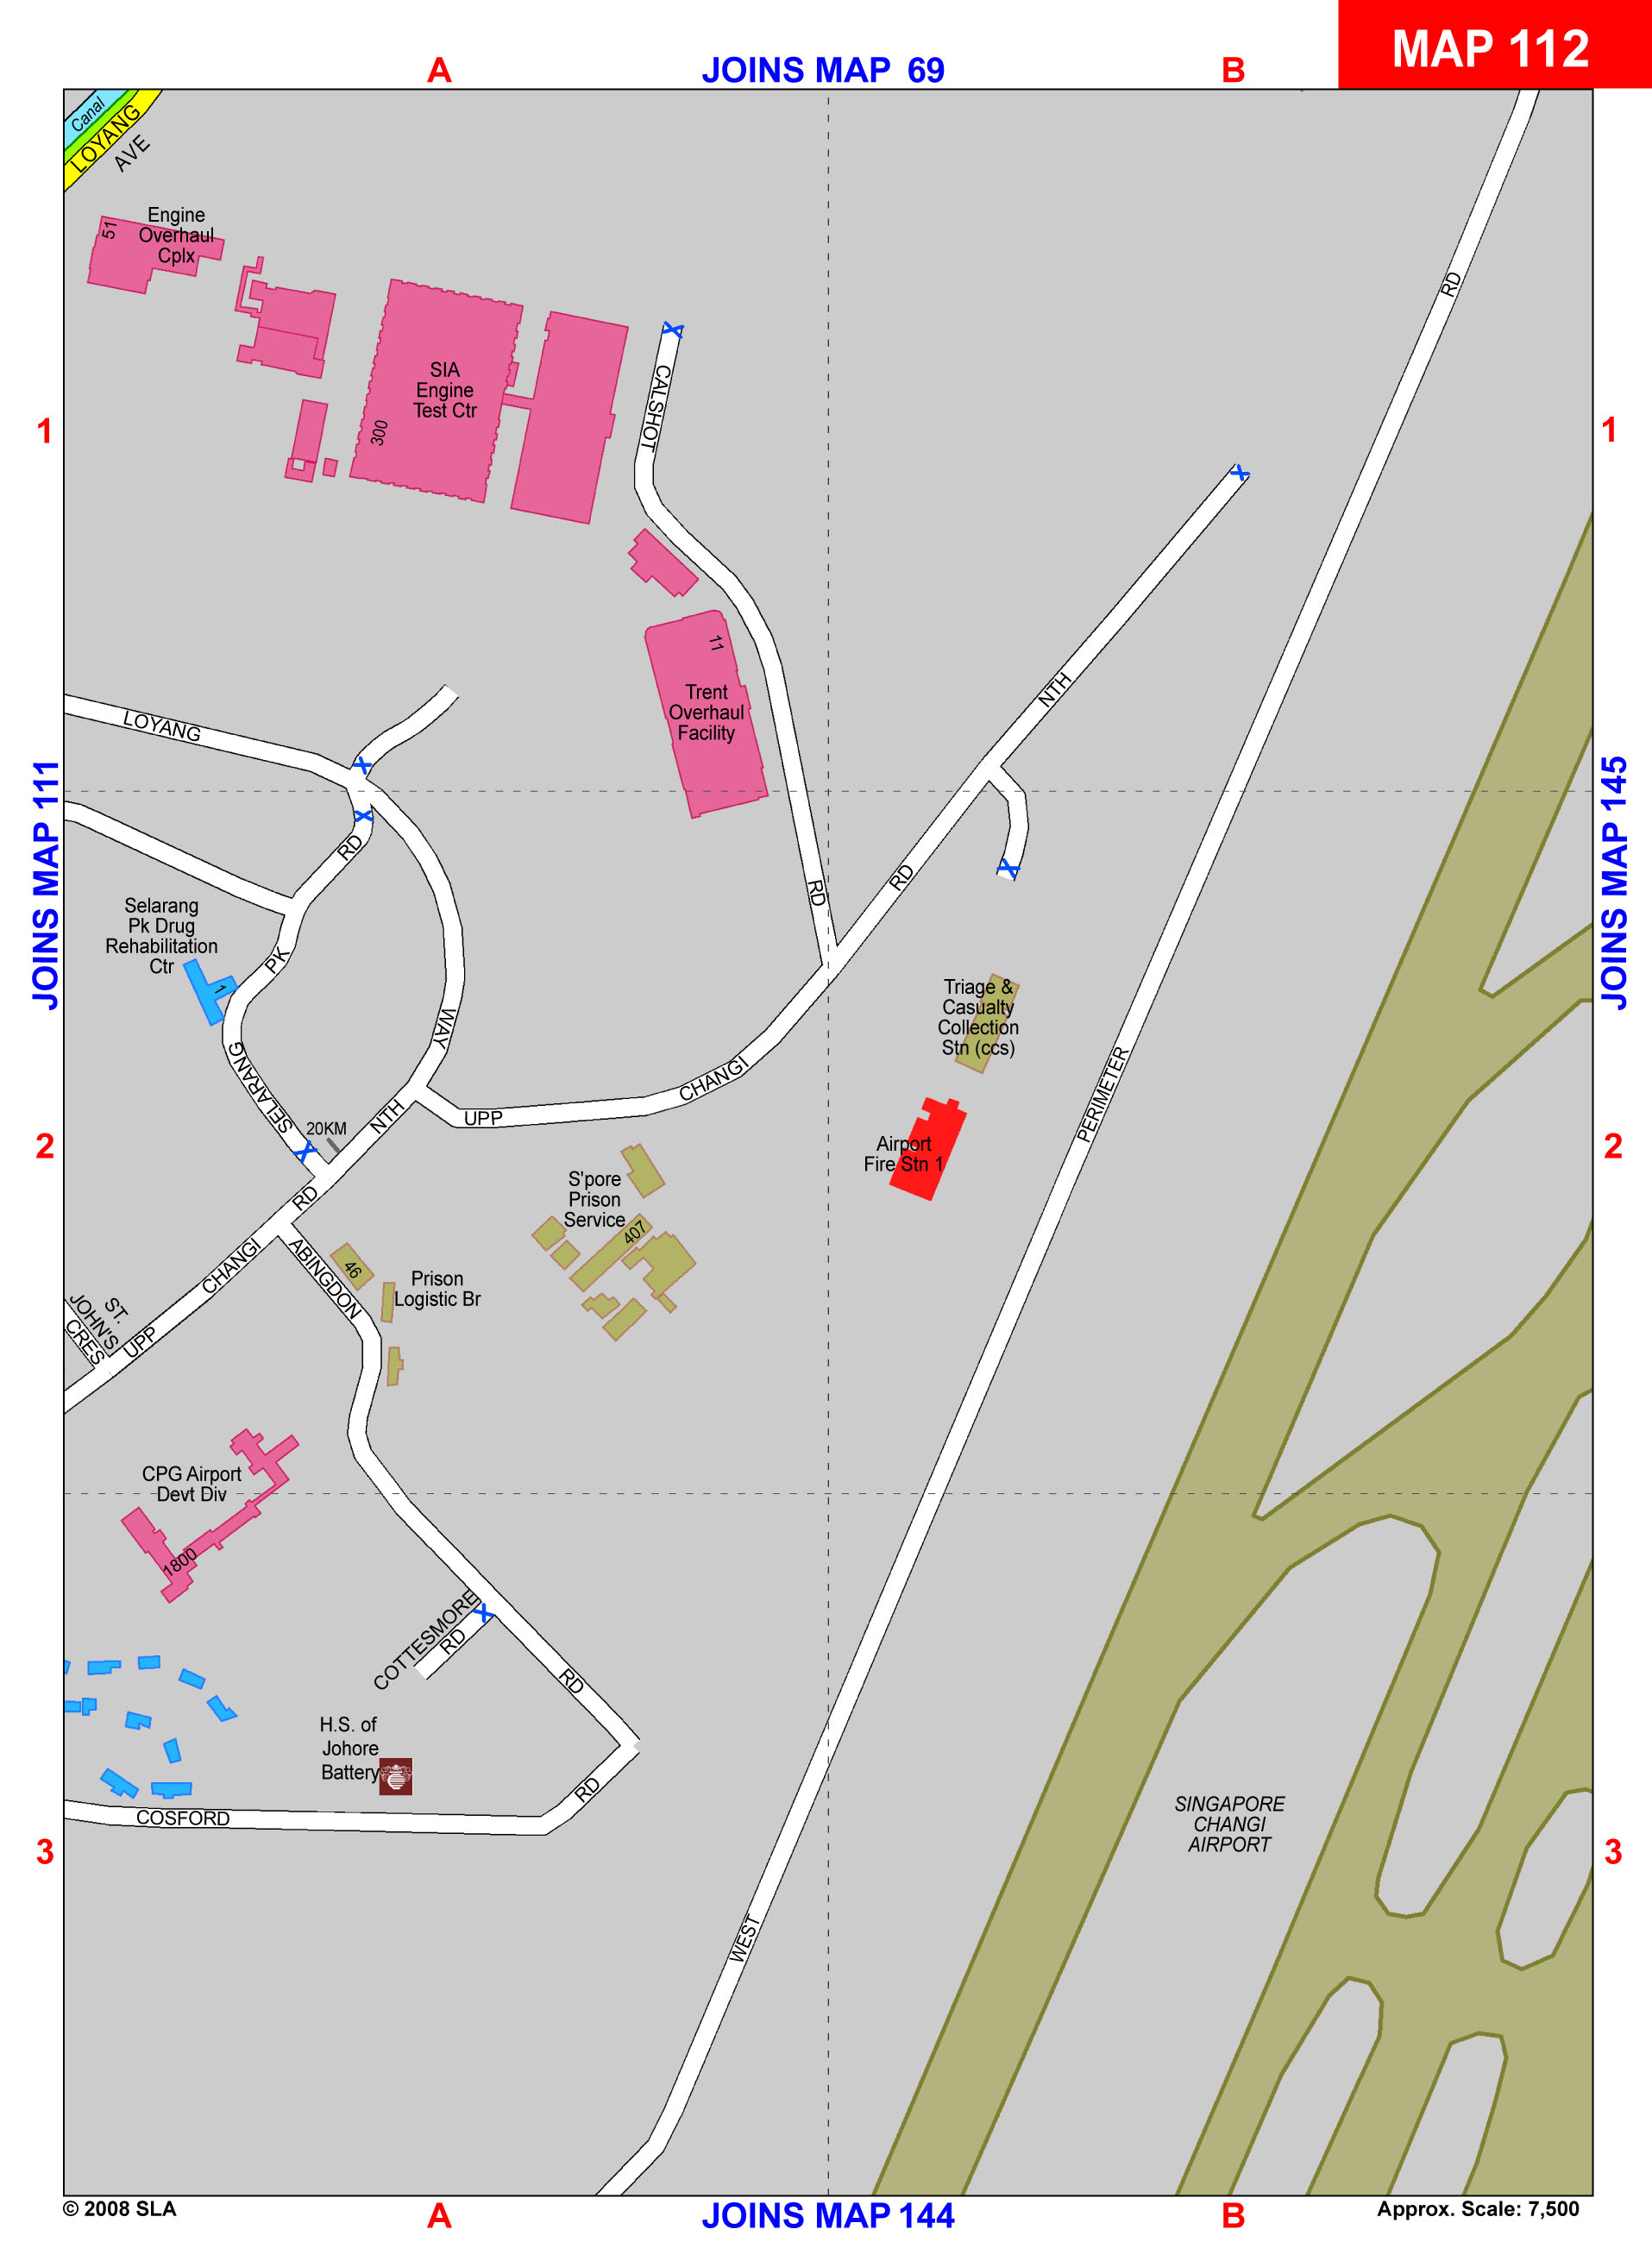 MAP 112
A
JOINS MAP 69
B
Canal
LOYANG
AVE
Engine
Overhaul
Cplx
51
RD
SIA
Engine
Test Ctr
300
CALSHOT
1
1
11
Trent
Overhaul
Facility
NTH
LOYANG
JOINS MAP 111
JOINS MAP 145
RD
RD
RD
Selarang
Pk Drug
Rehabilitation
Ctr
1
PK
WAY
SELARANG
Triage &
Casualty
Collection
Stn (ccs)
CHANGI
UPP
NTH
20KM
PERIMETER
2
2
Airport
Fire Stn 1
RD
S'pore
Prison
Service
407
CHANGI
ABINGDON
46
Prison
Logistic Br
ST.
JOHN'S
CRES
UPP
CPG Airport
Devt Div
1800
COTTESMORE
RD
RD
H.S. of
Johore
Battery
RD
COSFORD
SINGAPORE
CHANGI
AIRPORT
3
3
WEST
© 2008 SLA
A
JOINS MAP 144
B
Approx. Scale: 7,500